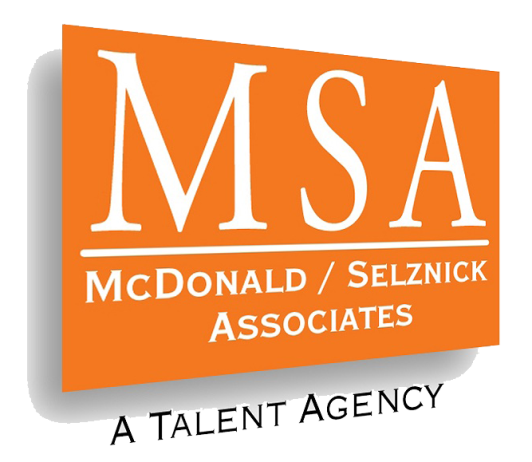 MSA
McDonald / Selznick
Associates
A Talent Agency